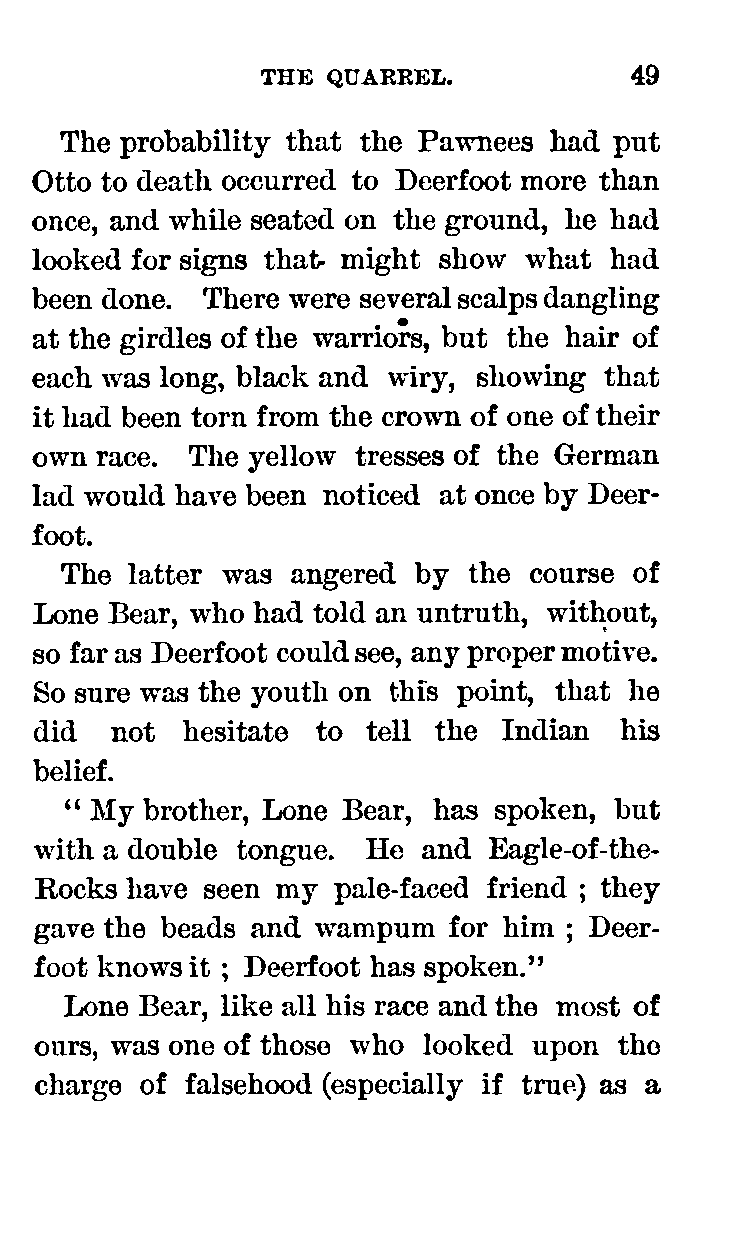 THE QUARREL. 49
The probability that the Pawnees had put
Otto to death occurred to Deerfoot more than
once, and while seated on the ground, he had
looked for signs that might show what had
been done. There were several scalps dangling
at the girdles of the warriors, but the hair of
each was long, black and wiry, showing that
it had been torn from the crown of one of their
own race. The yellow tresses of the German
lad would have been noticed at once by Deer-
foot.
The latter was angered by the course of
Lone Bear, who had told an untruth, without,
so far as Deerfoot could see, any proper motive.
So sure was the youth on this point, that he
did not hesitate to tell the Indian his
belief.
“ My brother, Lone Bear, has spoken, but
with a double tongue. He and Eagle-of-the-
Rocks have seen my pale-faced friend ; they
gave the beads and wampum for him ; Deer-
foot knows it ; Deerfoot has spoken.”
Lone Bear, like all his race and the most of
ours, was one of those who looked upon the
charge of falsehood (especially if true) as a